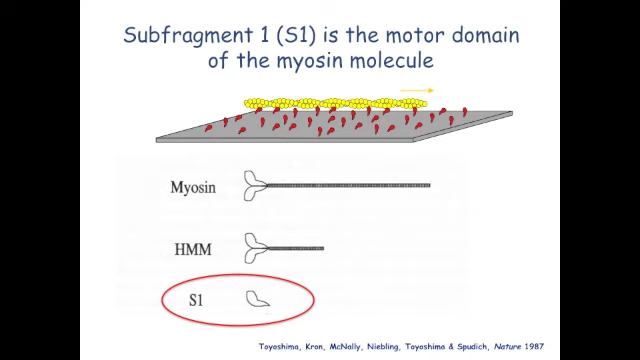 Subfragment 1 (S1) is the motor domain
of the myosin molecule
Myosin
HMM
S1
Toyoshima, Kron, McNally, Niebling, Toyoshima & Spudich, Nature 1987